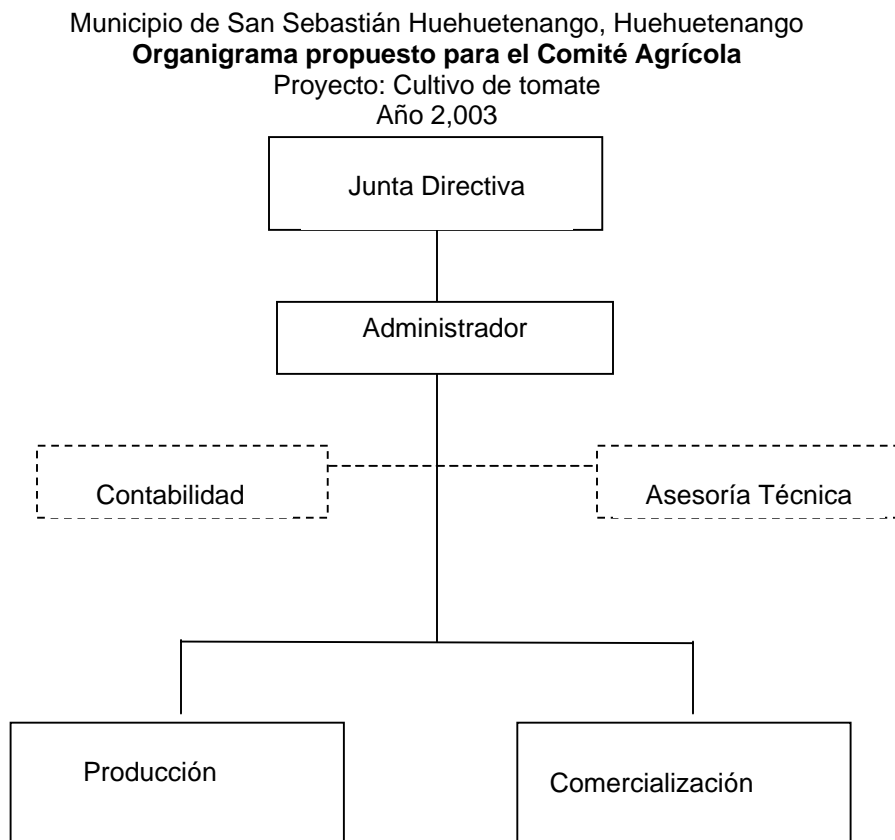 Municipio de San Sebastián Huehuetenango, Huehuetenango
Organigrama propuesto para el Comité Agrícola
Proyecto: Cultivo de tomate
Año 2,003
Junta Directiva
Administrador
Contabilidad
Asesoría Técnica
Producción
Comercialización